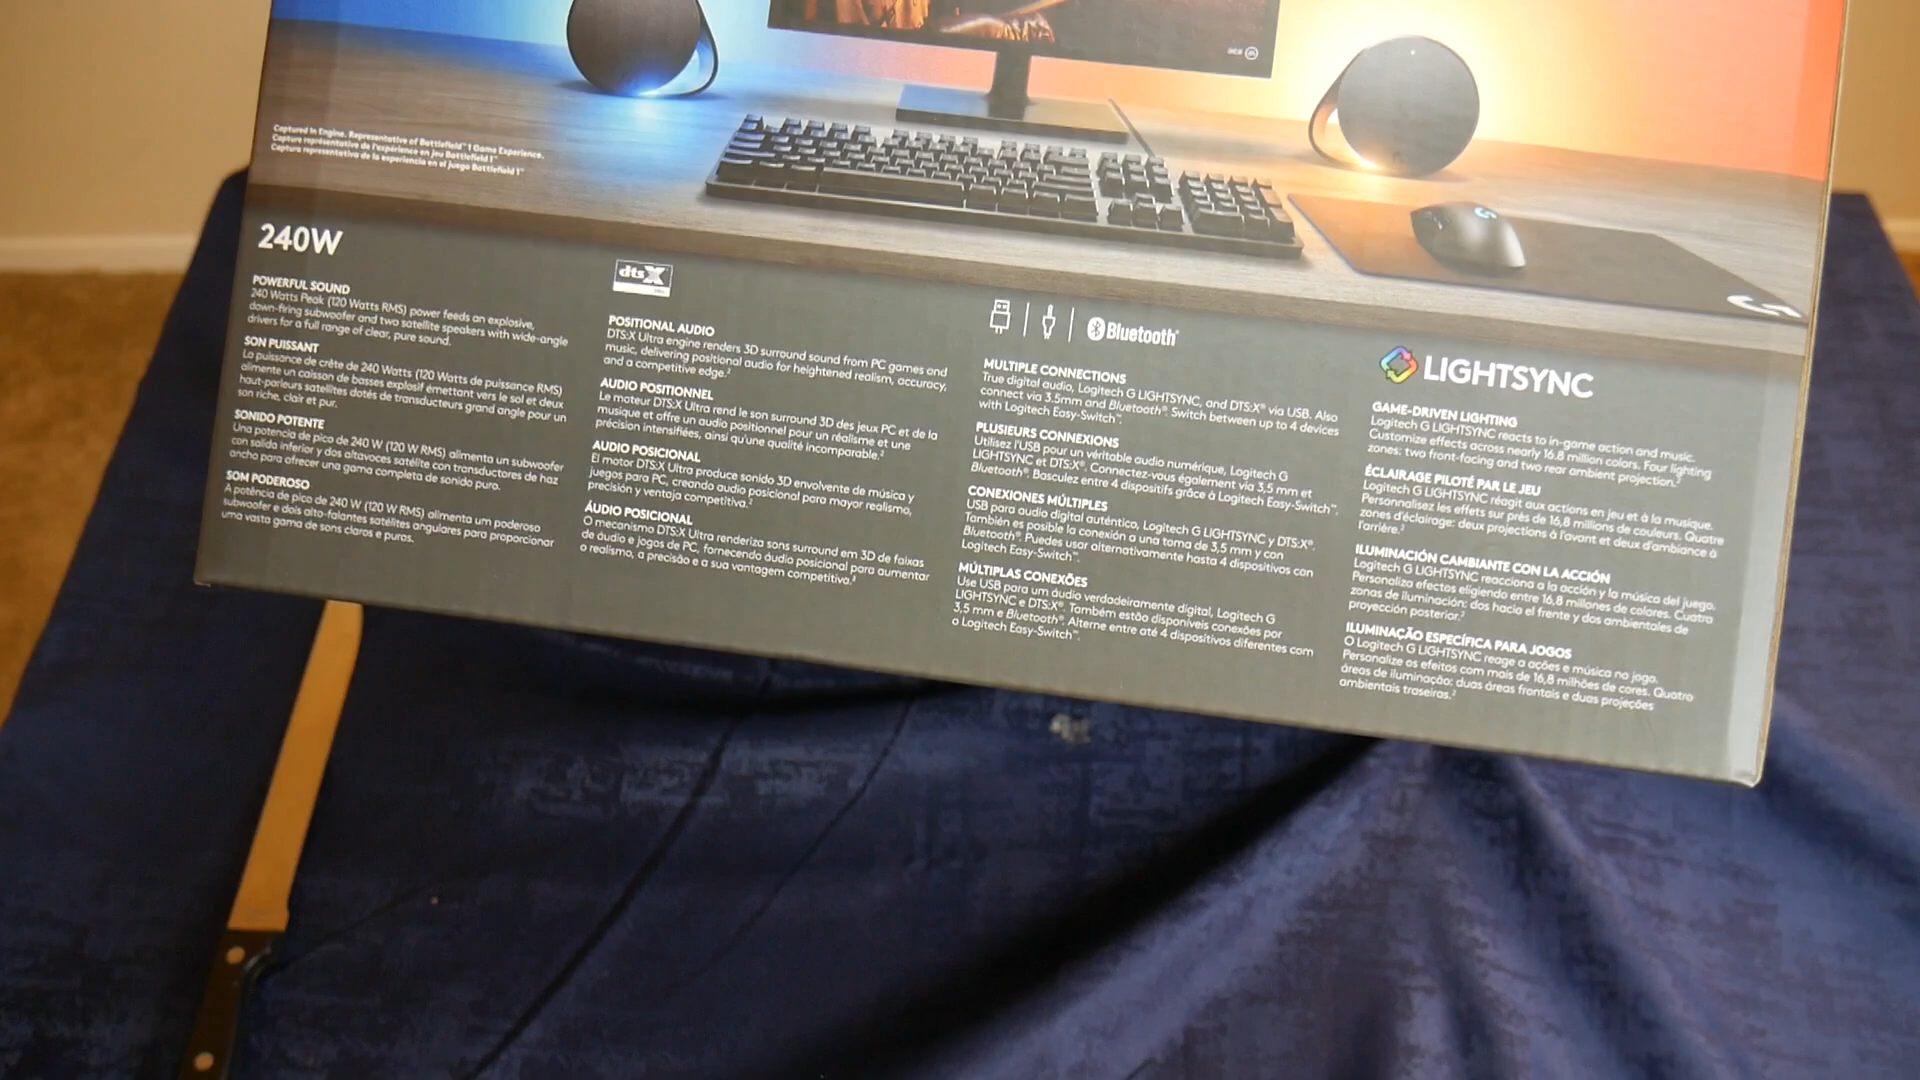 Captured in Engine. Representative of Battlefield™ 1 Game Experience.
Capture représentative de l'expérience en jeu Battlefield 1™
Captura representativa de la experiencia en el juego Battlefield 1™
240W
POWERFUL SOUND
240 Watts Peak (120 Watts RMS) power feeds an explosive,
down-firing subwoofer and two satellite speakers with wide-angle
drivers for a full range of clear, pure sound.
SON PUISSANT
La puissance de crête de 240 Watts (120 Watts de puissance RMS)
alimente un caisson de basses explosif émettant vers le sol et deux
haut-parleurs satellites dotés de transducteurs grand angle pour un
son riche, clair et pur.
SONIDO POTENTE
Una potencia de pico de 240 W (120 W RMS) alimenta un subwoofer
con salida inferior y dos altavoces satélite con transductores de haz
ancho para ofrecer una gama completa de sonido puro.
SOM PODEROSO
A potência de pico de 240 W (120 W RMS) alimenta um poderoso
subwoofer e dois alto-falantes satélites angulares para proporcionar
uma vasta gama de sons claros e puros.
dts X
POSITIONAL AUDIO
DTS:X Ultra engine renders 3D surround sound from PC games and
music, delivering positional audio for heightened realism, accuracy,
and a competitive edge.²
AUDIO POSITIONNEL
Le moteur DTS:X Ultra rend le son surround 3D des jeux PC et de la
musique et offre un audio positionnel pour un réalisme et une
précision intensifiées, ainsi qu'une qualité incomparable.²
AUDIO POSICIONAL
El motor DTS:X Ultra produce sonido 3D envolvente de música y
juegos para PC, creando audio posicional para mayor realismo,
precisión y ventaja competitiva.²
ÁUDIO POSICIONAL
O mecanismo DTS:X Ultra renderiza sons surround em 3D de faixas
de áudio e jogos de PC, fornecendo áudio posicional para aumentar
o realismo, a precisão e a sua vantagem competitiva.²
Bluetooth®
MULTIPLE CONNECTIONS
True digital audio, Logitech G LIGHTSYNC, and DTS:X® via USB. Also
connect via 3.5mm and Bluetooth®. Switch between up to 4 devices
with Logitech Easy-Switch™.
PLUSIEURS CONNEXIONS
Utilisez l'USB pour un véritable audio numérique, Logitech G
LIGHTSYNC et DTS:X®. Connectez-vous également via 3,5 mm et
Bluetooth®. Basculez entre 4 dispositifs grâce à Logitech Easy-Switch™.
CONEXIONES MÚLTIPLES
USB para audio digital auténtico, Logitech G LIGHTSYNC y DTS:X®.
También es posible la conexión a una toma de 3,5 mm y con
Bluetooth®. Puedes usar alternativamente hasta 4 dispositivos con
Logitech Easy-Switch™.
MÚLTIPLAS CONEXÕES
Use USB para um áudio verdadeiramente digital, Logitech G
LIGHTSYNC e DTS:X®. Também estão disponíveis conexões por
3,5 mm e Bluetooth®. Alterne entre até 4 dispositivos diferentes com
o Logitech Easy-Switch™.
LIGHTSYNC
GAME-DRIVEN LIGHTING
Logitech G LIGHTSYNC reacts to in-game action and music.
Customize effects across nearly 16.8 million colors. Four lighting
zones: two front-facing and two rear ambient projection.²
ÉCLAIRAGE PILOTÉ PAR LE JEU
Logitech G LIGHTSYNC réagit aux actions en jeu et à la musique.
Personnalisez les effets sur près de 16,8 millions de couleurs. Quatre
zones d'éclairage: deux projections à l'avant et deux d'ambiance à
l'arrière.²
ILUMINACIÓN CAMBIANTE CON LA ACCIÓN
Logitech G LIGHTSYNC reacciona a la acción y la música del juego.
Personaliza efectos eligiendo entre 16,8 millones de colores. Cuatro
zonas de iluminación: dos hacia el frente y dos ambientales de
proyección posterior.²
ILUMINAÇÃO ESPECÍFICA PARA JOGOS
O Logitech G LIGHTSYNC reage a ações e música no jogo.
Personalize os efeitos com mais de 16,8 milhões de cores. Quatro
áreas de iluminação: duas áreas frontais e duas projeções
ambientais traseiras.²